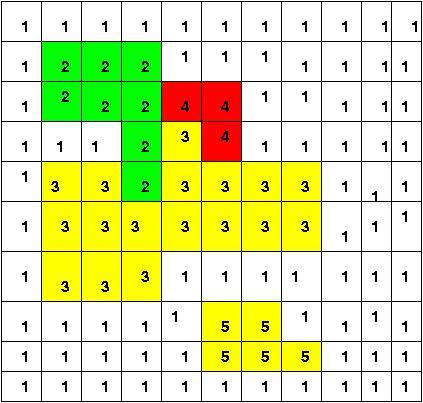 1 1 1 1 1 1 1 1 1 1 1
1 2 2 2 1 1 1 1 1 1 1
1 2 2 2 4 4 1 1 1 1 1
1 1 1 2 3 4 1 1 1 1 1
1 3 3 2 3 3 3 3 1 1 1
1 3 3 3 3 3 3 3 1 1 1
1 3 3 3 1 1 1 1 1 1 1
1 1 1 1 1 5 5 1 1 1 1
1 1 1 1 1 5 5 5 1 1 1
1 1 1 1 1 1 1 1 1 1 1